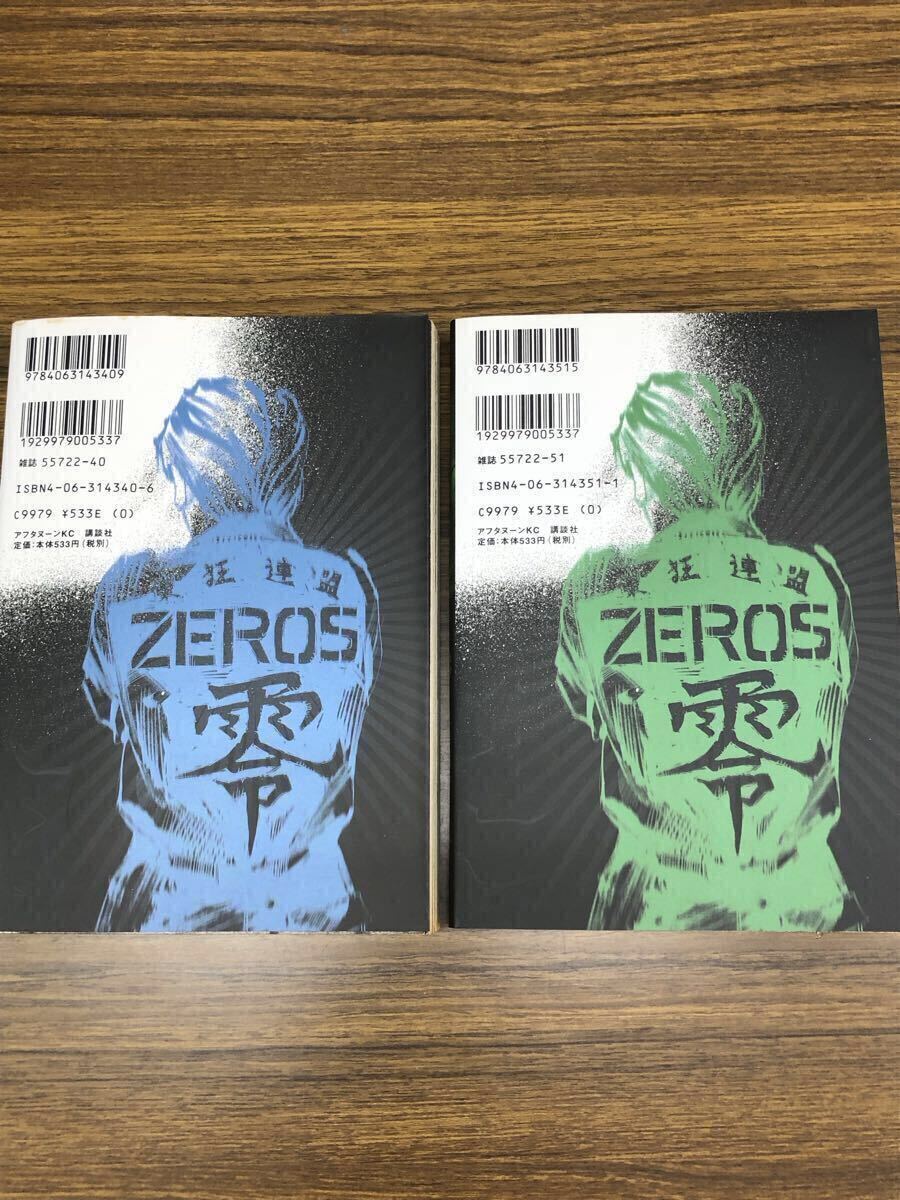 9784063143409
1929979005337
雑誌 55722-40
ISBN4-06-314340-6
C9979 ¥533E (0)
アフタヌーンKC 講談社
定価:本体533円(税別)
狂連盟
ZEROS
零
9784063143515
1929979005337
雑誌 55722-51
ISBN4-06-314351-1
C9979 ¥533E (0)
アフタヌーンKC 講談社
定価:本体533円(税別)
狂連盟
ZEROS
零